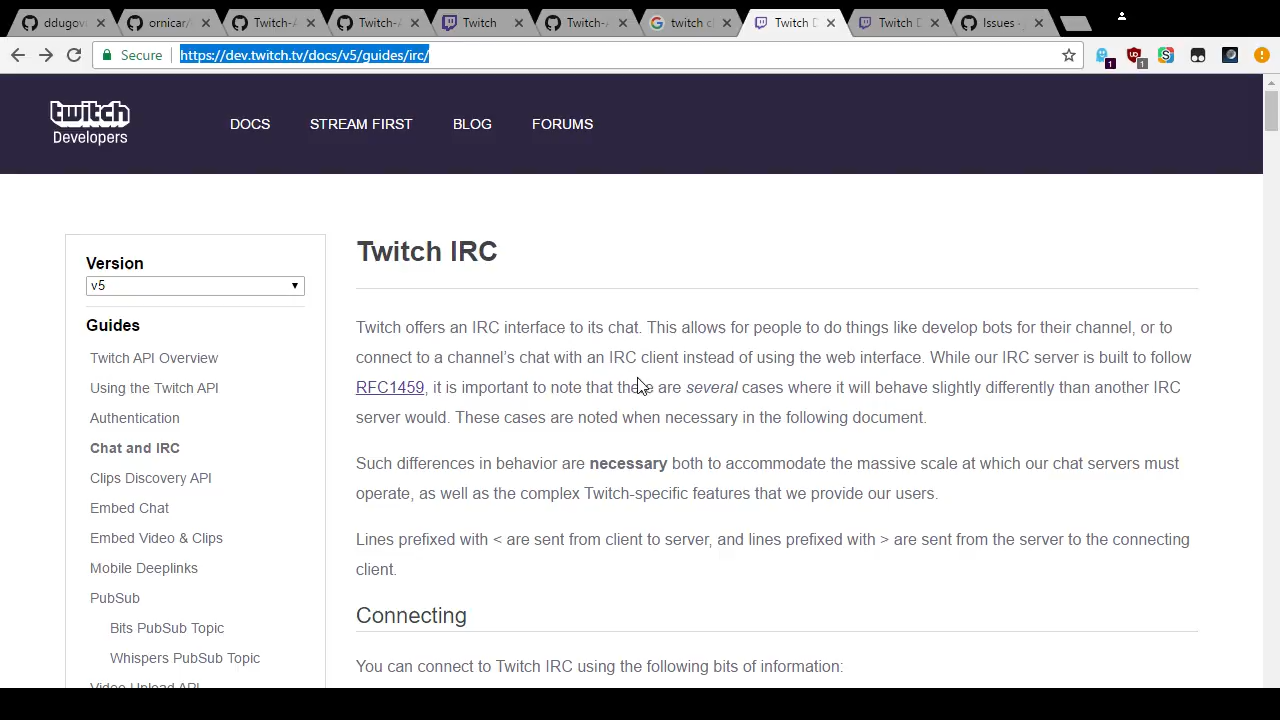 ddugov
ornicar/
Twitch-A
Twitch-A
Twitch
Twitch-A
twitch c
Twitch D
Twitch D
Issues -
Secure
https://dev.twitch.tv/docs/v5/guides/irc/
1
1
twitch
Developers
DOCS
STREAM FIRST
BLOG
FORUMS
Version
v5
Guides
Twitch API Overview
Using the Twitch API
Authentication
Chat and IRC
Clips Discovery API
Embed Chat
Embed Video & Clips
Mobile Deeplinks
PubSub
Bits PubSub Topic
Whispers PubSub Topic
Video Upload API
Twitch IRC
Twitch offers an IRC interface to its chat. This allows for people to do things like develop bots for their channel, or to
connect to a channel's chat with an IRC client instead of using the web interface. While our IRC server is built to follow
RFC1459, it is important to note that there are several cases where it will behave slightly differently than another IRC
server would. These cases are noted when necessary in the following document.
Such differences in behavior are necessary both to accommodate the massive scale at which our chat servers must
operate, as well as the complex Twitch-specific features that we provide our users.
Lines prefixed with < are sent from client to server, and lines prefixed with > are sent from the server to the connecting
client.
Connecting
You can connect to Twitch IRC using the following bits of information: